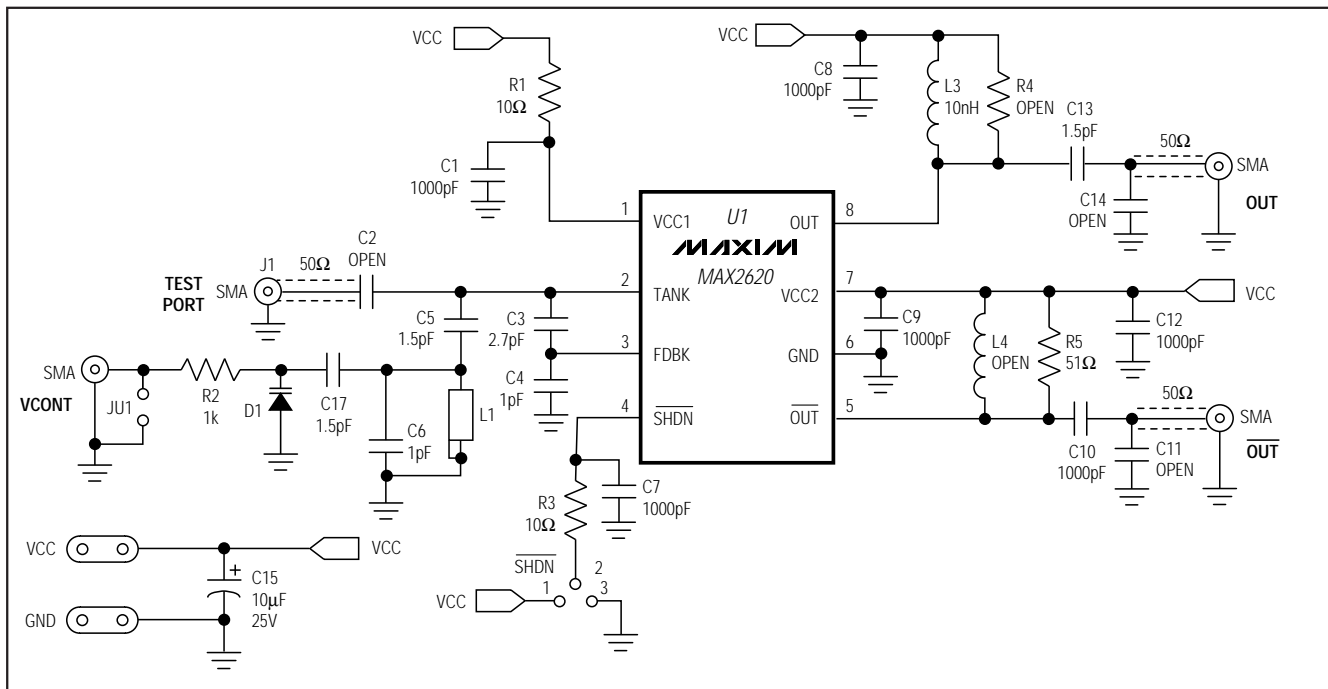 VCC
R1
10Ω
C1
1000pF
VCC
C8
1000pF
L3
10nH
R4
OPEN
C13
1.5pF
50Ω
SMA
OUT
C14
OPEN
1
VCC1
U1
MAXIM
MAX2620
OUT
8
TEST
PORT
J1
SMA
50Ω
C2
OPEN
2
TANK
VCC2
7
VCC
C5
1.5pF
C3
2.7pF
3
FDBK
GND
6
C9
1000pF
L4
OPEN
R5
51Ω
C12
1000pF
SMA
VCONT
JU1
R2
1k
D1
C17
1.5pF
C6
1pF
L1
C4
1pF
4
SHDN
OUT
5
C10
1000pF
50Ω
SMA
OUT
C11
OPEN
R3
10Ω
C7
1000pF
SHDN
VCC
1
2
3
VCC
VCC
C15
+
10µF
25V
GND